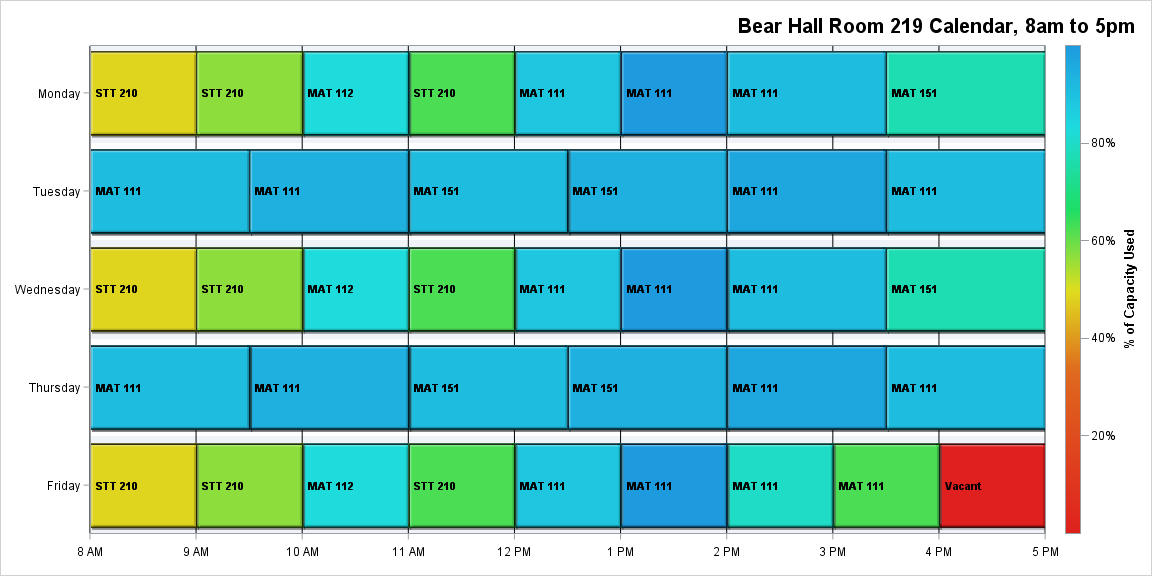 Bear Hall Room 219 Calendar, 8am to 5pm
Monday
STT 210
STT 210
MAT 112
STT 210
MAT 111
MAT 111
MAT 111
MAT 151
Tuesday
MAT 111
MAT 111
MAT 151
MAT 151
MAT 111
MAT 111
Wednesday
STT 210
STT 210
MAT 112
STT 210
MAT 111
MAT 111
MAT 111
MAT 151
Thursday
MAT 111
MAT 111
MAT 151
MAT 151
MAT 111
MAT 111
Friday
STT 210
STT 210
MAT 112
STT 210
MAT 111
MAT 111
MAT 111
MAT 111
Vacant
8 AM
9 AM
10 AM
11 AM
12 PM
1 PM
2 PM
3 PM
4 PM
5 PM
80%
60%
40%
20%
% of Capacity Used